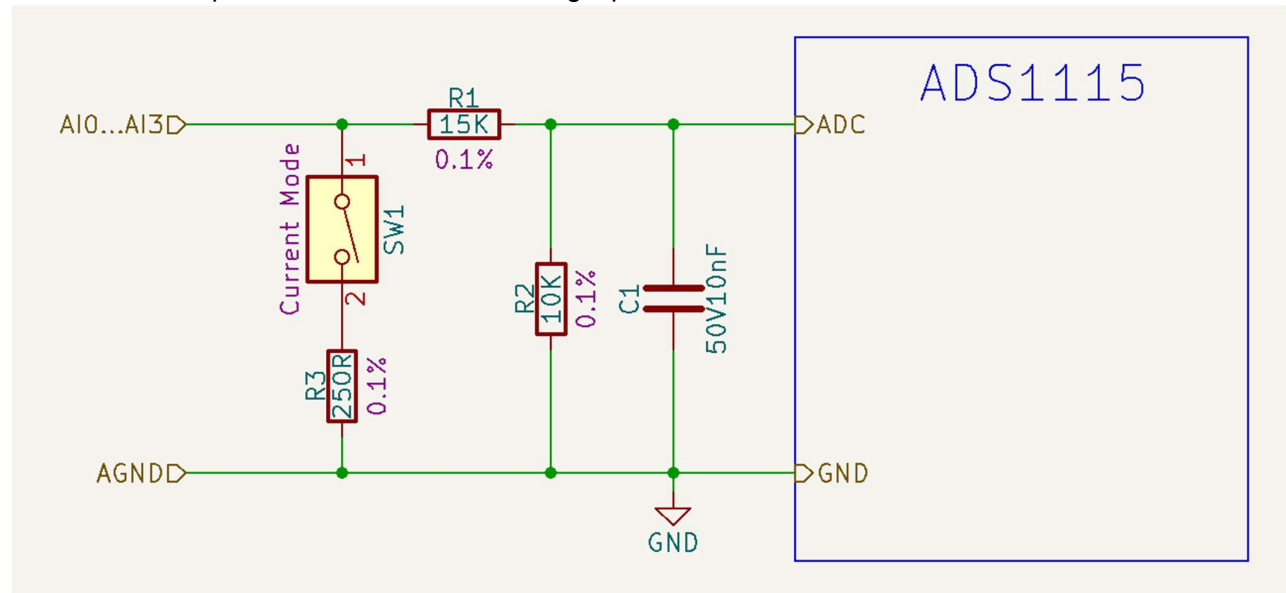 ADS1115
AI0...AI3
R1
15K
0.1%
ADC
Current Mode
1
SW1
2
R2
10K
0.1%
C1
50V10nF
R3
250R
0.1%
AGND
GND
GND